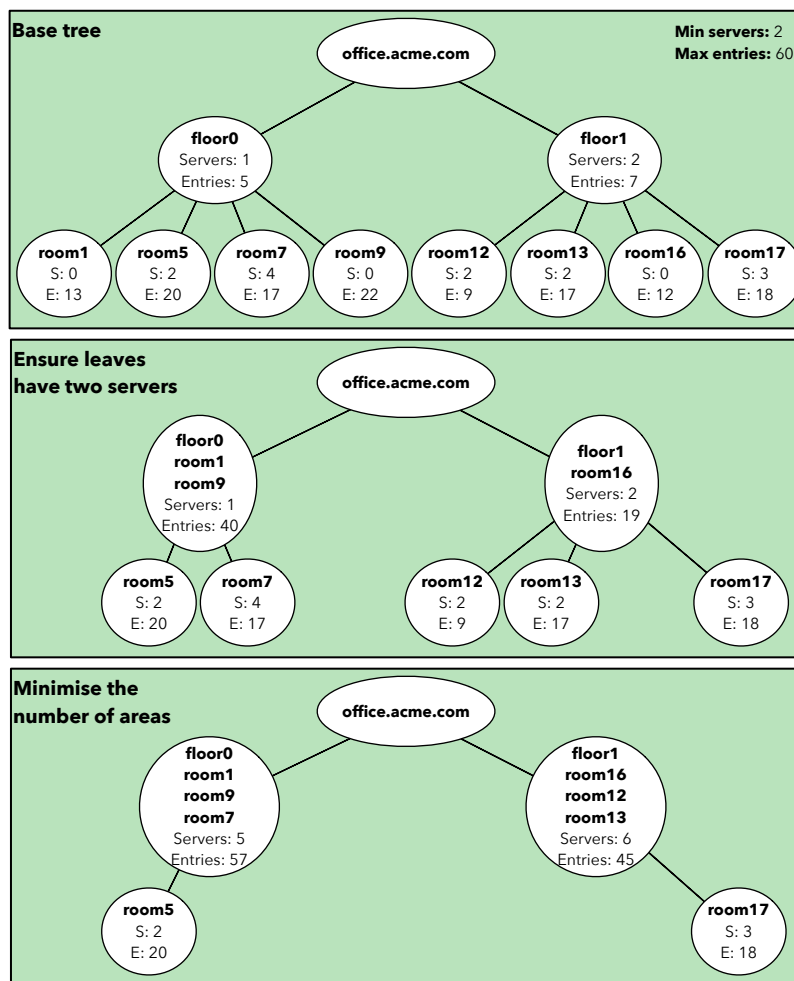 Base tree
Min servers: 2
Max entries: 60
office.acme.com
floor0
Servers: 1
Entries: 5
floor1
Servers: 2
Entries: 7
room1
S: 0
E: 13
room5
S: 2
E: 20
room7
S: 4
E: 17
room9
S: 0
E: 22
room12
S: 2
E: 9
room13
S: 2
E: 17
room16
S: 0
E: 12
room17
S: 3
E: 18
Ensure leaves
have two servers
office.acme.com
floor0
room1
room9
Servers: 1
Entries: 40
floor1
room16
Servers: 2
Entries: 19
room5
S: 2
E: 20
room7
S: 4
E: 17
room12
S: 2
E: 9
room13
S: 2
E: 17
room17
S: 3
E: 18
Minimise the
number of areas
office.acme.com
floor0
room1
room9
room7
Servers: 5
Entries: 57
floor1
room16
room12
room13
Servers: 6
Entries: 45
room5
S: 2
E: 20
room17
S: 3
E: 18